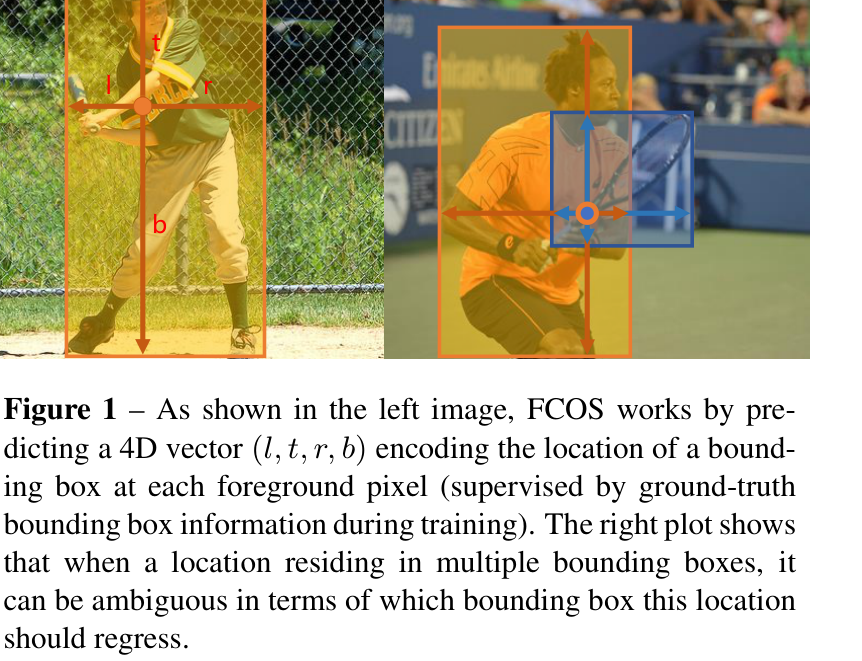 t
l
r
b
Emirates Airline
CITIZEN
Figure 1 – As shown in the left image, FCOS works by pre-
dicting a 4D vector (l, t, r, b) encoding the location of a bound-
ing box at each foreground pixel (supervised by ground-truth
bounding box information during training). The right plot shows
that when a location residing in multiple bounding boxes, it
can be ambiguous in terms of which bounding box this location
should regress.